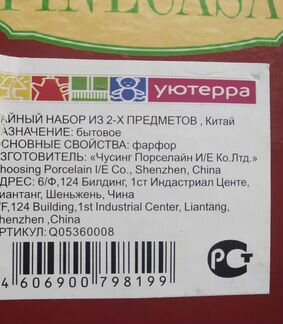 FINECASA
уютерра
АЙНЫЙ НАБОР ИЗ 2-Х ПРЕДМЕТОВ , Китай
АЗНАЧЕНИЕ: бытовое
СНОВНЫЕ СВОЙСТВА: фарфор
ЗГОТОВИТЕЛЬ: «Чусинг Порселайн И/Е Ко.Лтд.»
hoosing Porcelain I/E Co., Shenzhen, China
ДРЕС: 6/Ф,124 Билдинг, 1ст Индастриал Центе,
иантанг, Шеньжень, Чина
/F,124 Building,1st Industrial Center, Liantang,
henzhen ,China
РТИКУЛ: Q05360008
4 606900 798199
РСТ